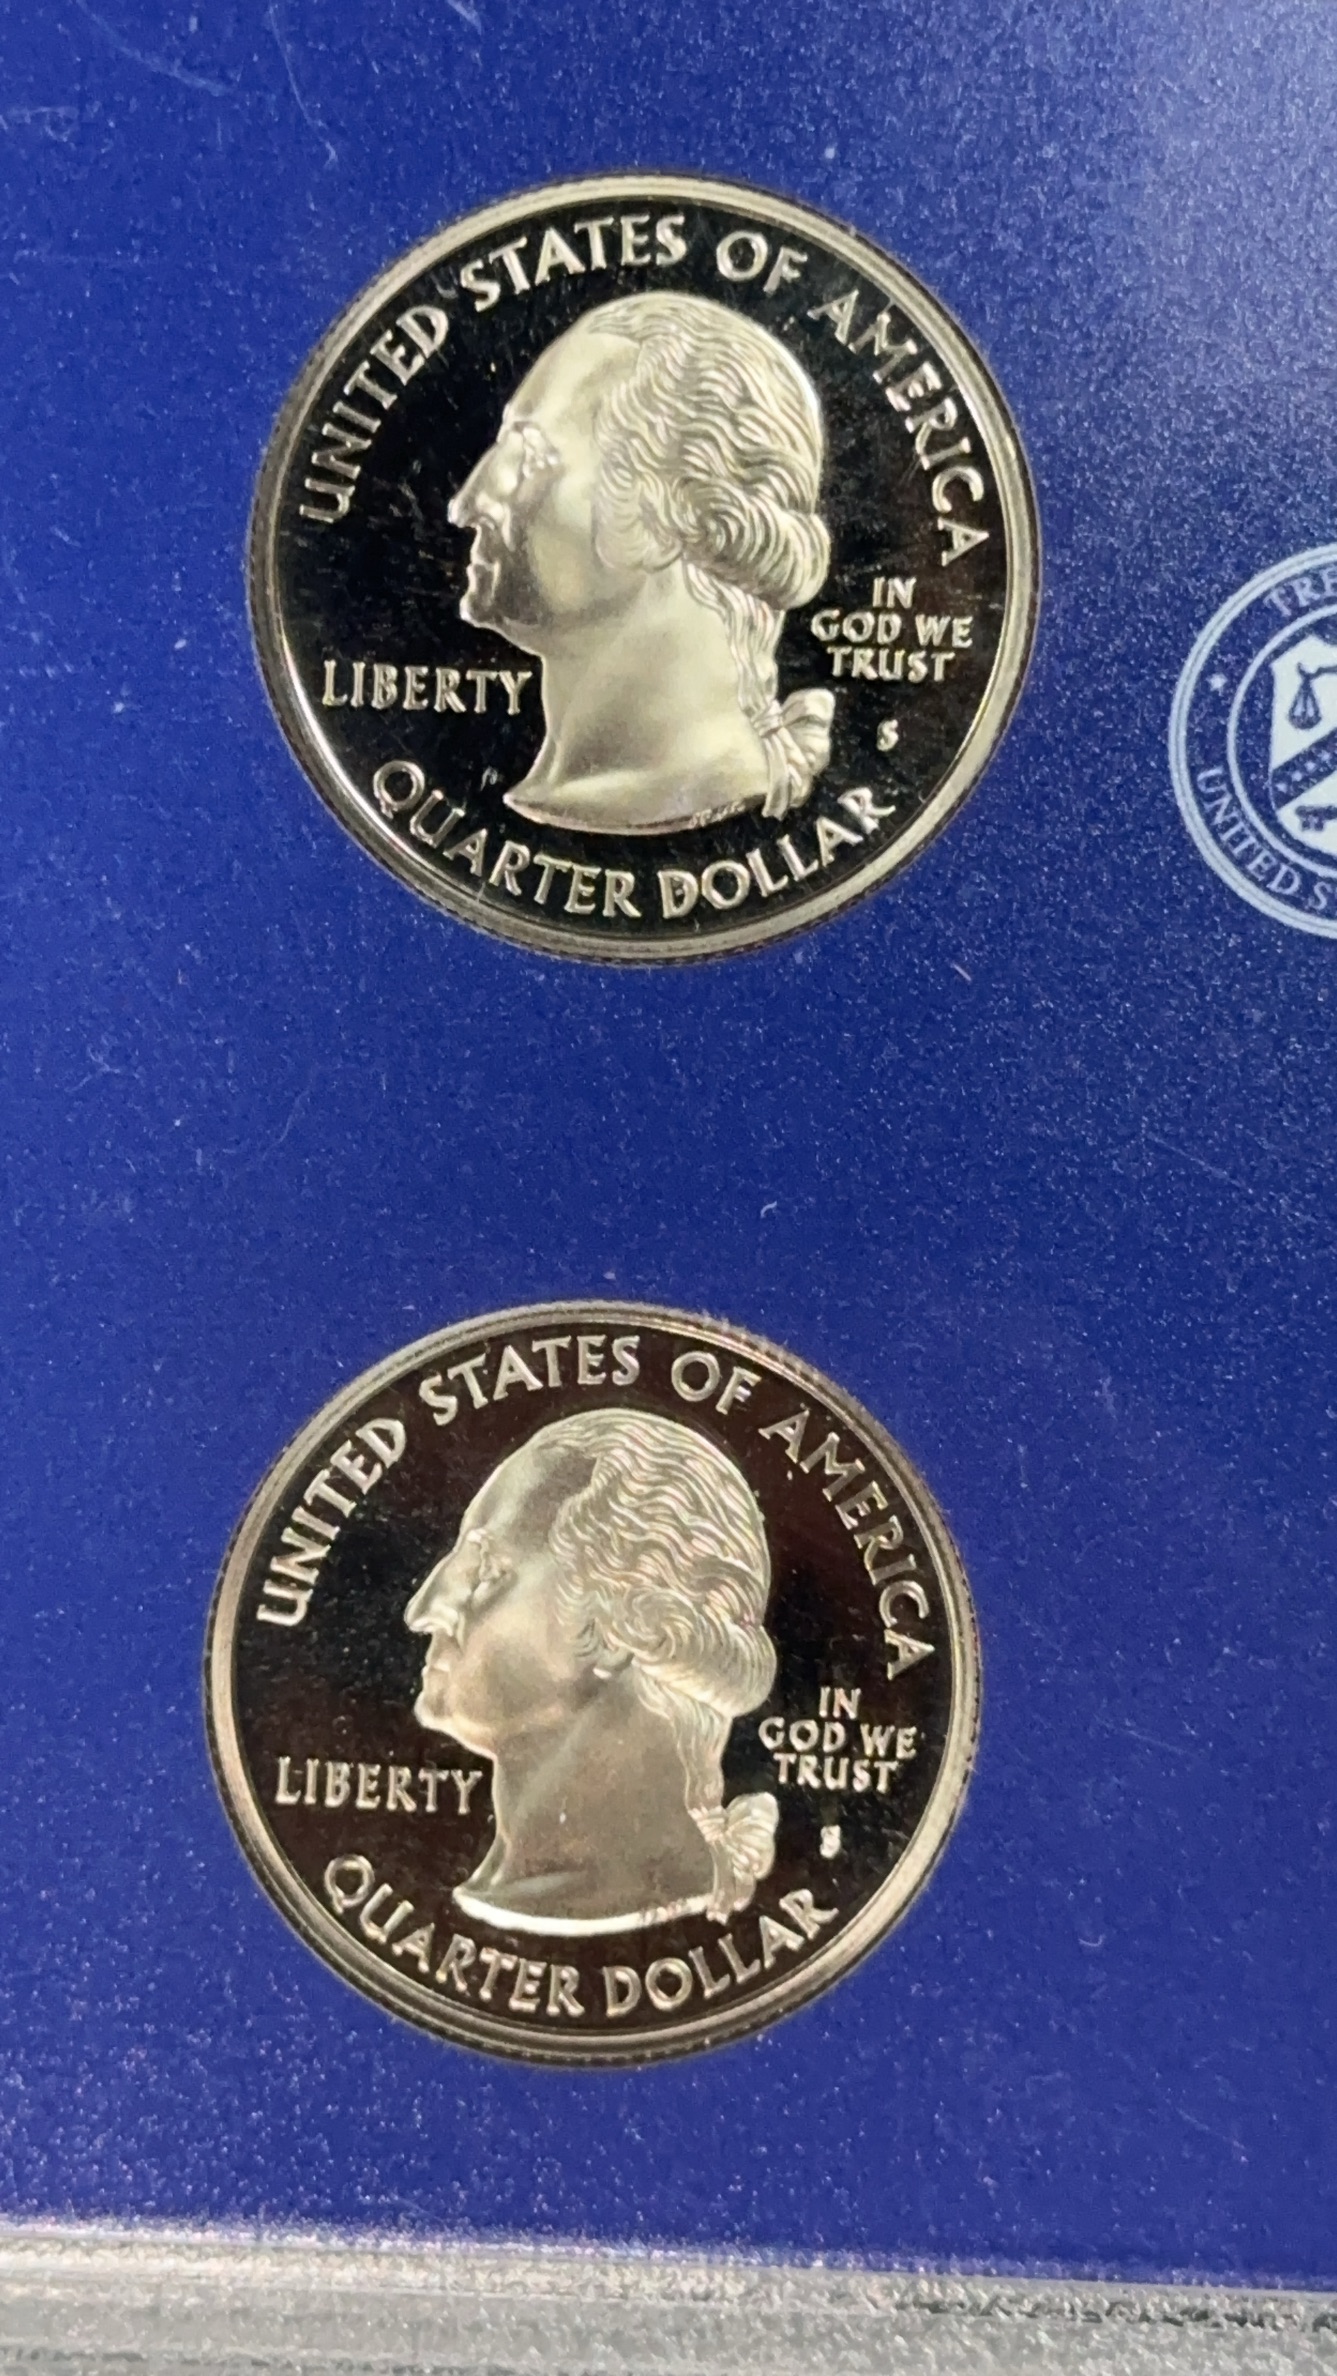 UNITED STATES OF AMERICA
LIBERTY
IN
GOD WE
TRUST
S
QUARTER DOLLAR
UNITED S
UNITED STATES OF AMERICA
LIBERTY
IN
GOD WE
TRUST
S
QUARTER DOLLAR